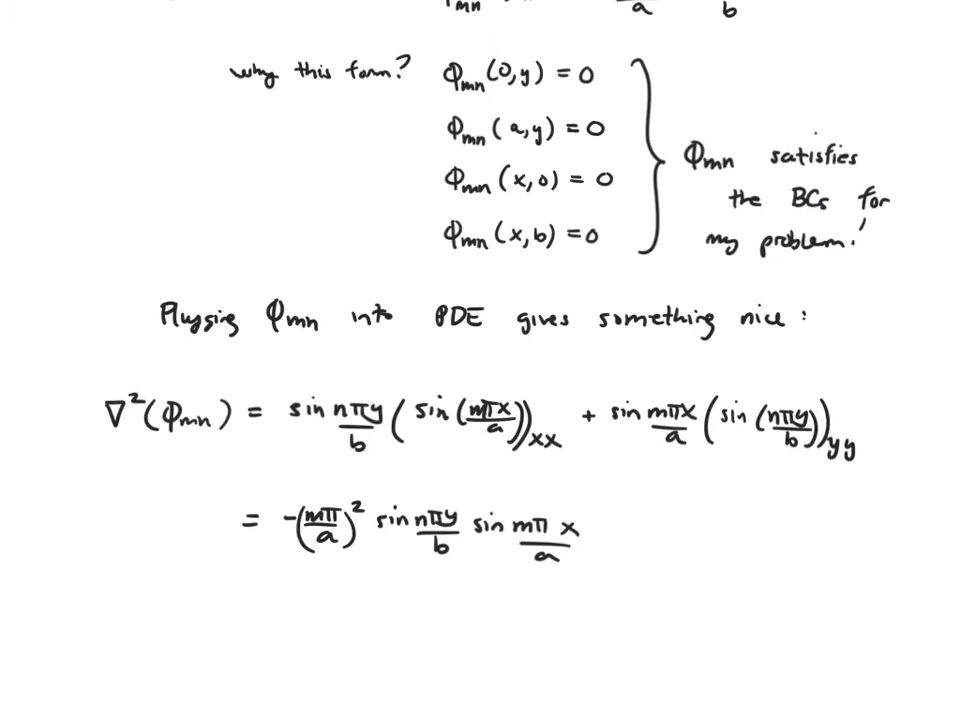 ϕmn a b
why this form? ϕmn(0,y) = 0
ϕmn(a,y) = 0
ϕmn(x,0) = 0
ϕmn(x,b) = 0
ϕmn satisfies
the BCs for
my problem!
Plugging ϕmn into PDE gives something nice :
∇²(ϕmn) = sin nπy/b (sin (mπx/a))xx + sin mπx/a (sin (nπy/b))yy
= -(mπ/a)² sin nπy/b sin mπ x/a